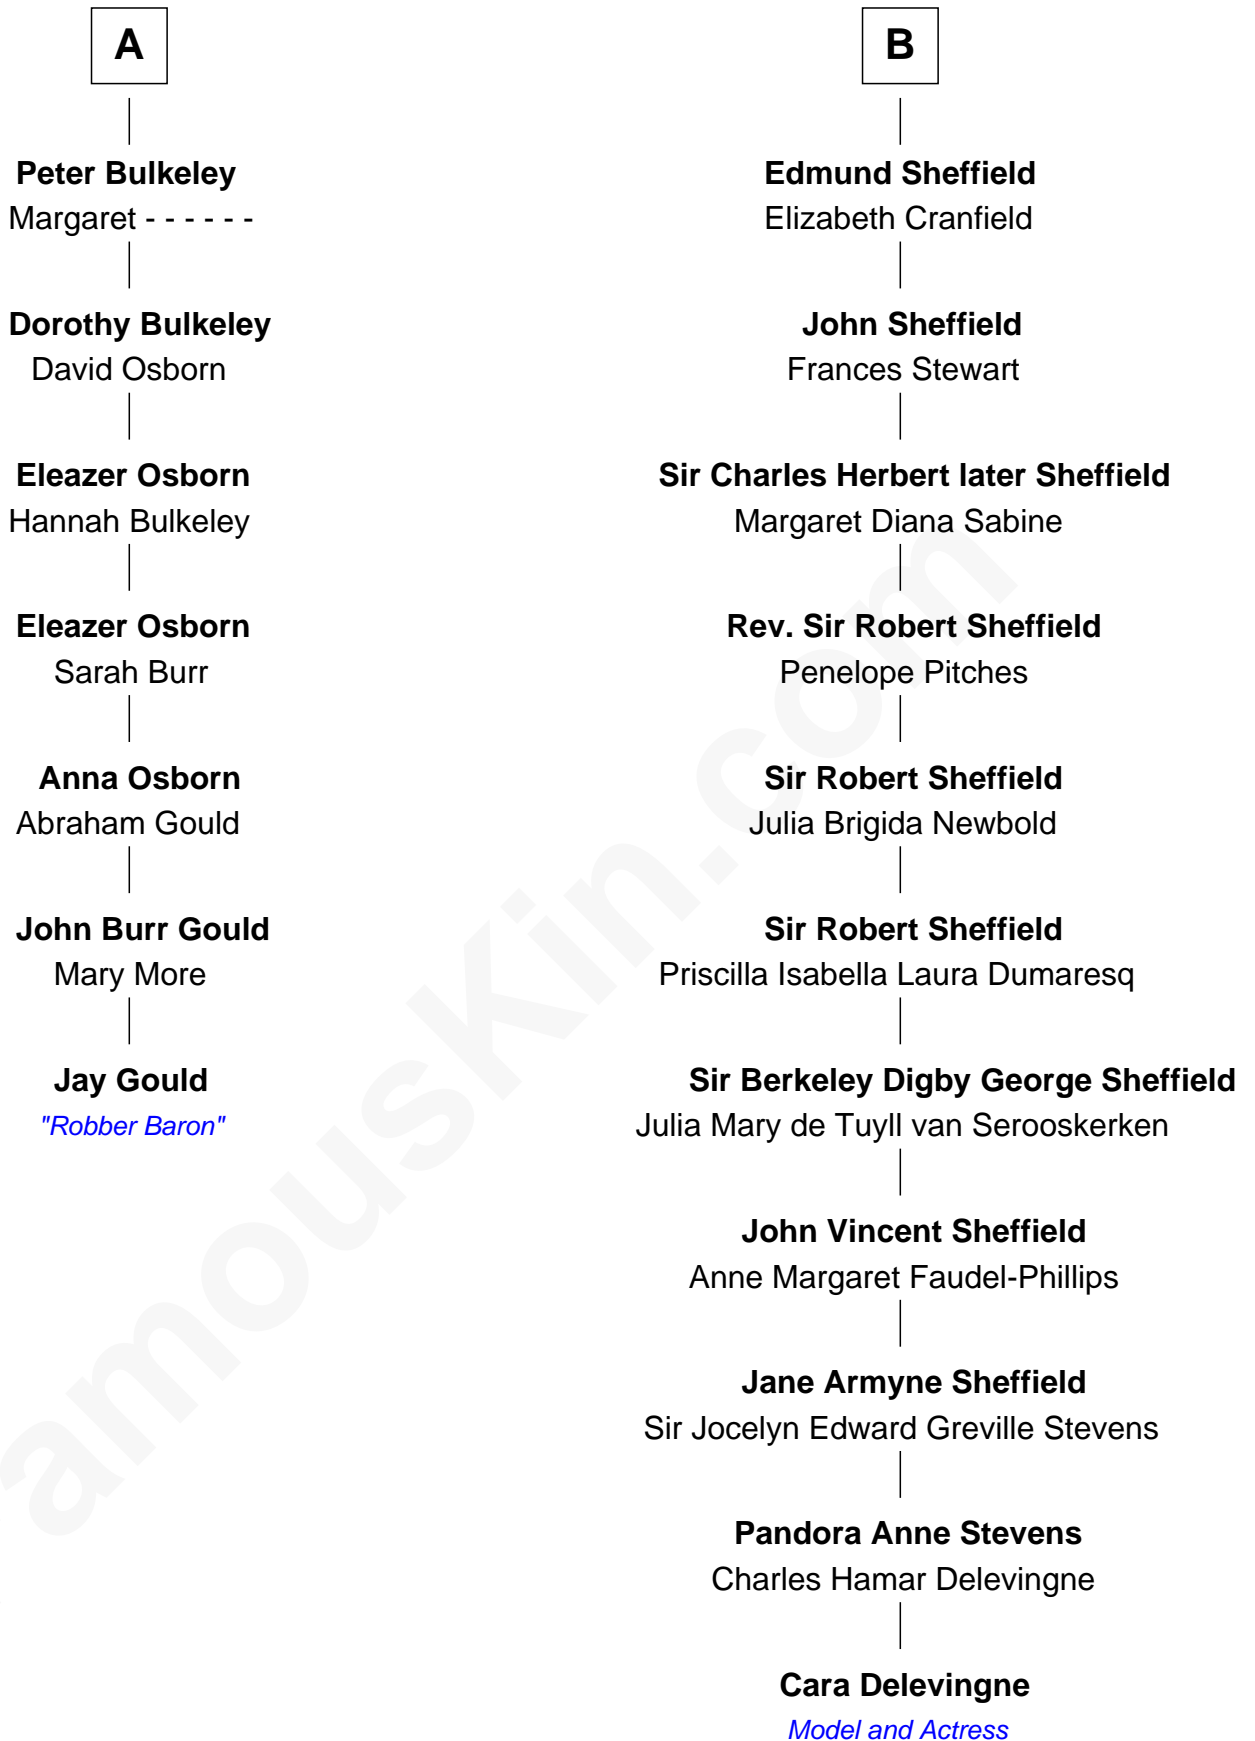 A
Peter Bulkeley
Margaret - - - - - -
Dorothy Bulkeley
David Osborn
Eleazer Osborn
Hannah Bulkeley
Eleazer Osborn
Sarah Burr
Anna Osborn
Abraham Gould
John Burr Gould
Mary More
Jay Gould
"Robber Baron"
B
Edmund Sheffield
Elizabeth Cranfield
John Sheffield
Frances Stewart
Sir Charles Herbert later Sheffield
Margaret Diana Sabine
Rev. Sir Robert Sheffield
Penelope Pitches
Sir Robert Sheffield
Julia Brigida Newbold
Sir Robert Sheffield
Priscilla Isabella Laura Dumaresq
Sir Berkeley Digby George Sheffield
Julia Mary de Tuyll van Serooskerken
John Vincent Sheffield
Anne Margaret Faudel-Phillips
Jane Armyne Sheffield
Sir Jocelyn Edward Greville Stevens
Pandora Anne Stevens
Charles Hamar Delevingne
Cara Delevingne
Model and Actress
amousKin.com